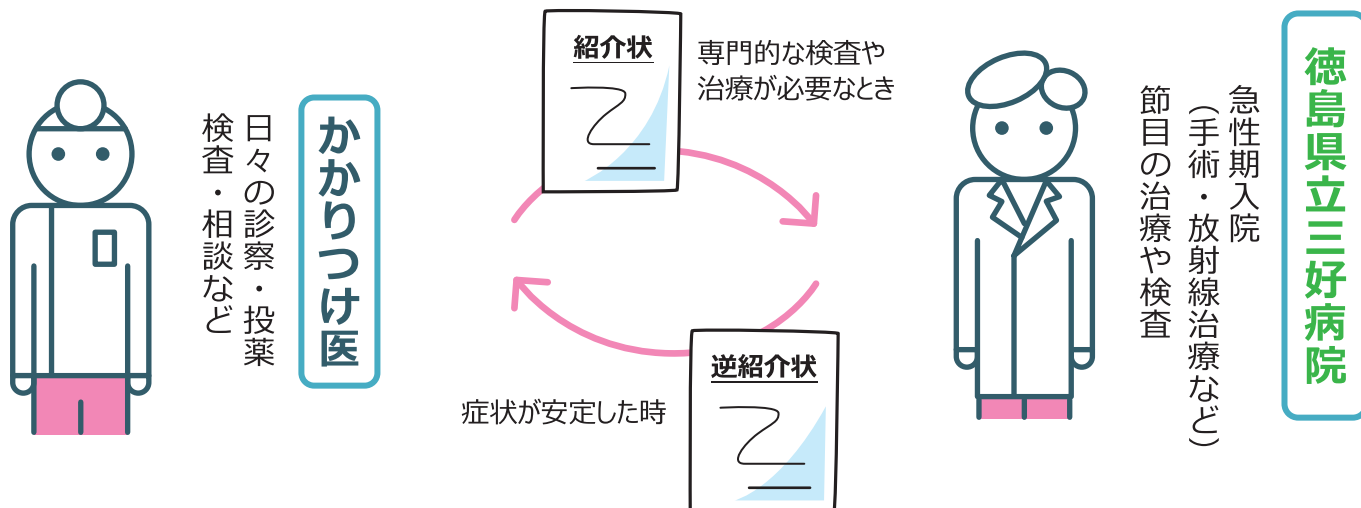 かかりつけ医
日々の診察・投薬
検査・相談など
紹介状
専門的な検査や
治療が必要なとき
逆紹介状
症状が安定した時
徳島県立三好病院
急性期入院
（手術・放射線治療など）
節目の治療や検査